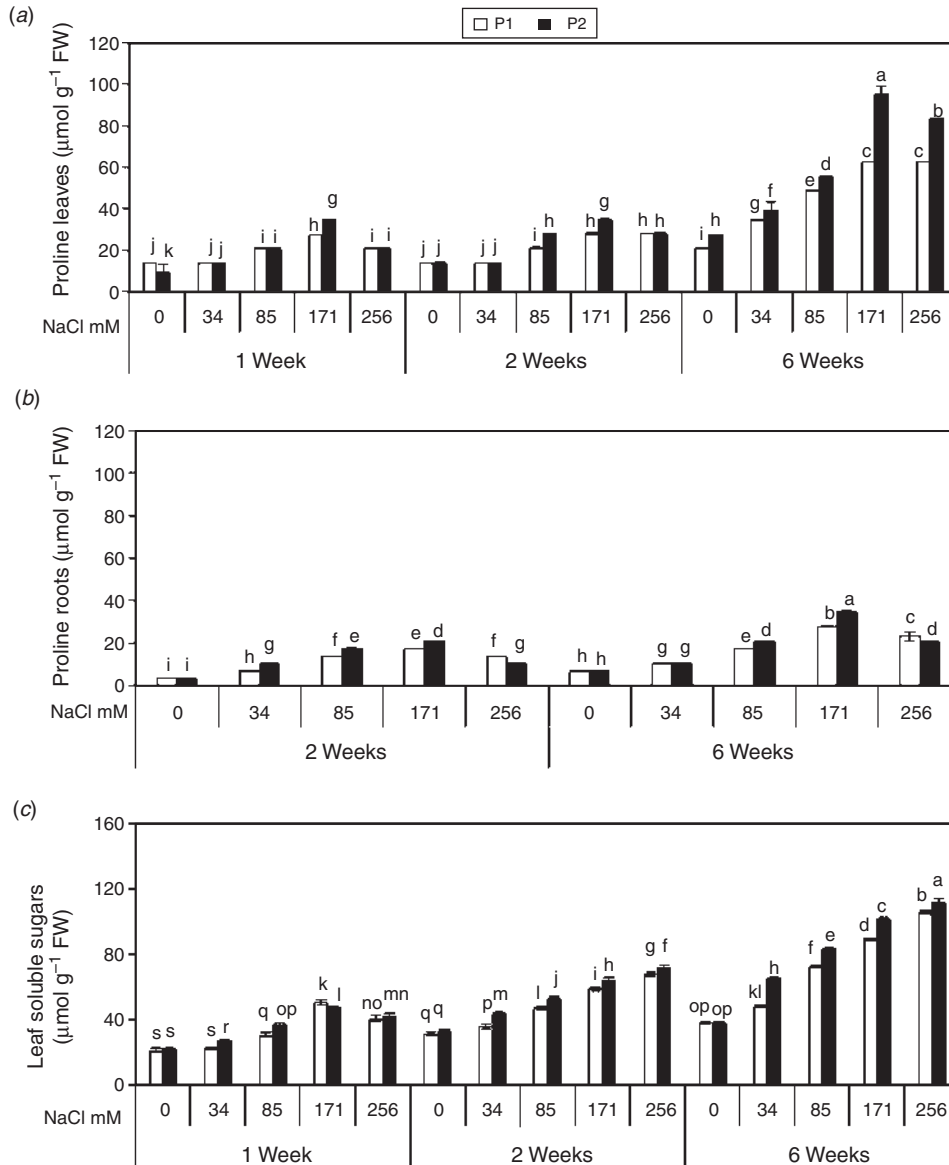 (a)
P1 P2
Proline leaves (µmol g⁻¹ FW)
120
100
80
60
40
20
0
j k j j i i h g i i j j j j i h h g h h i h g f e d c a c b
NaCl mM
0 34 85 171 256 0 34 85 171 256 0 34 85 171 256
1 Week 2 Weeks 6 Weeks
(b)
Proline roots (µmol g⁻¹ FW)
120
100
80
60
40
20
0
i i h g f e e d f g h h g g e d b a c d
NaCl mM
0 34 85 171 256 0 34 85 171 256
2 Weeks 6 Weeks
(c)
Leaf soluble sugars
(µmol g⁻¹ FW)
160
120
80
40
0
s s s r q op k l no mn q q p m l j i h g f op op kl h f e d c b a
NaCl mM
0 34 85 171 256 0 34 85 171 256 0 34 85 171 256
1 Week 2 Weeks 6 Weeks